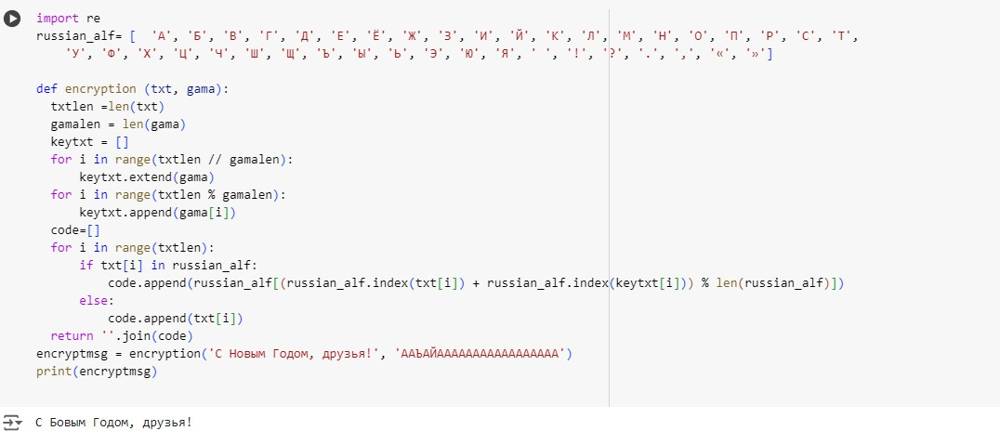 import re
russian_alf= [  'А', 'Б', 'В', 'Г', 'Д', 'Е', 'Ё', 'Ж', 'З', 'И', 'Й', 'К', 'Л', 'М', 'Н', 'О', 'П', 'Р', 'С', 'Т',
    'У', 'Ф', 'Х', 'Ц', 'Ч', 'Ш', 'Щ', 'Ъ', 'Ы', 'Ь', 'Э', 'Ю', 'Я', ' ', '!', '?', '.', ',', '«', '»']
def encryption (txt, gama):
  txtlen =len(txt)
  gamalen = len(gama)
  keytxt = []
  for i in range(txtlen // gamalen):
      keytxt.extend(gama)
  for i in range(txtlen % gamalen):
      keytxt.append(gama[i])
  code=[]
  for i in range(txtlen):
      if txt[i] in russian_alf:
          code.append(russian_alf[(russian_alf.index(txt[i]) + russian_alf.index(keytxt[i])) % len(russian_alf)])
      else:
          code.append(txt[i])
  return ''.join(code)
encryptmsg = encryption('С Новым Годом, друзья!', 'ААЪАЙААААААААААААААААА')
print(encryptmsg)
С Бовым Годом, друзья!